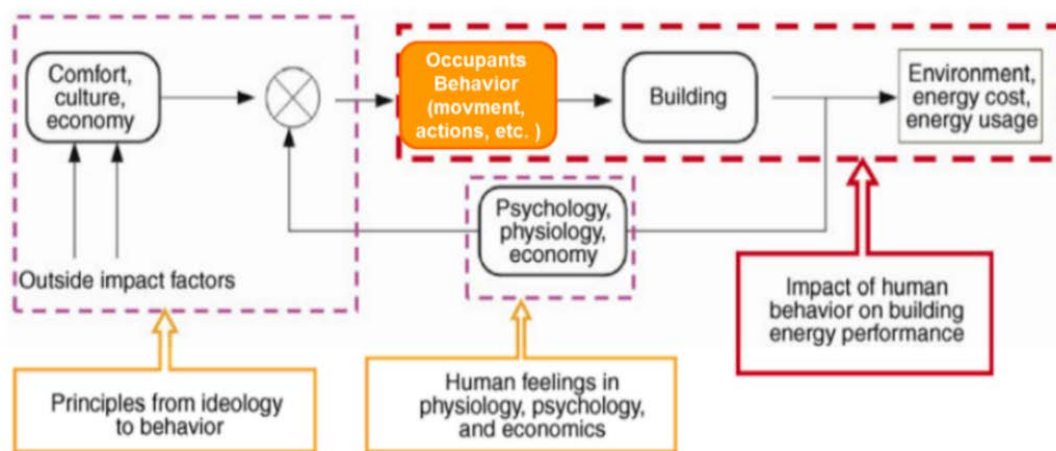 Comfort,
culture,
economy
Occupants
Behavior
(movment,
actions, etc. )
Building
Environment,
energy cost,
energy usage
Psychology,
physiology,
economy
Outside impact factors
Impact of human
behavior on building
energy performance
Principles from ideology
to behavior
Human feelings in
physiology, psychology,
and economics